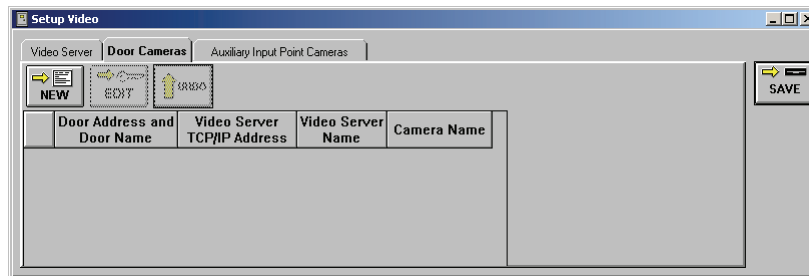 Setup Video
Video Server Door Cameras Auxiliary Input Point Cameras
NEW EDIT UNDO SAVE
Door Address and Door Name Video Server TCP/IP Address Video Server Name Camera Name